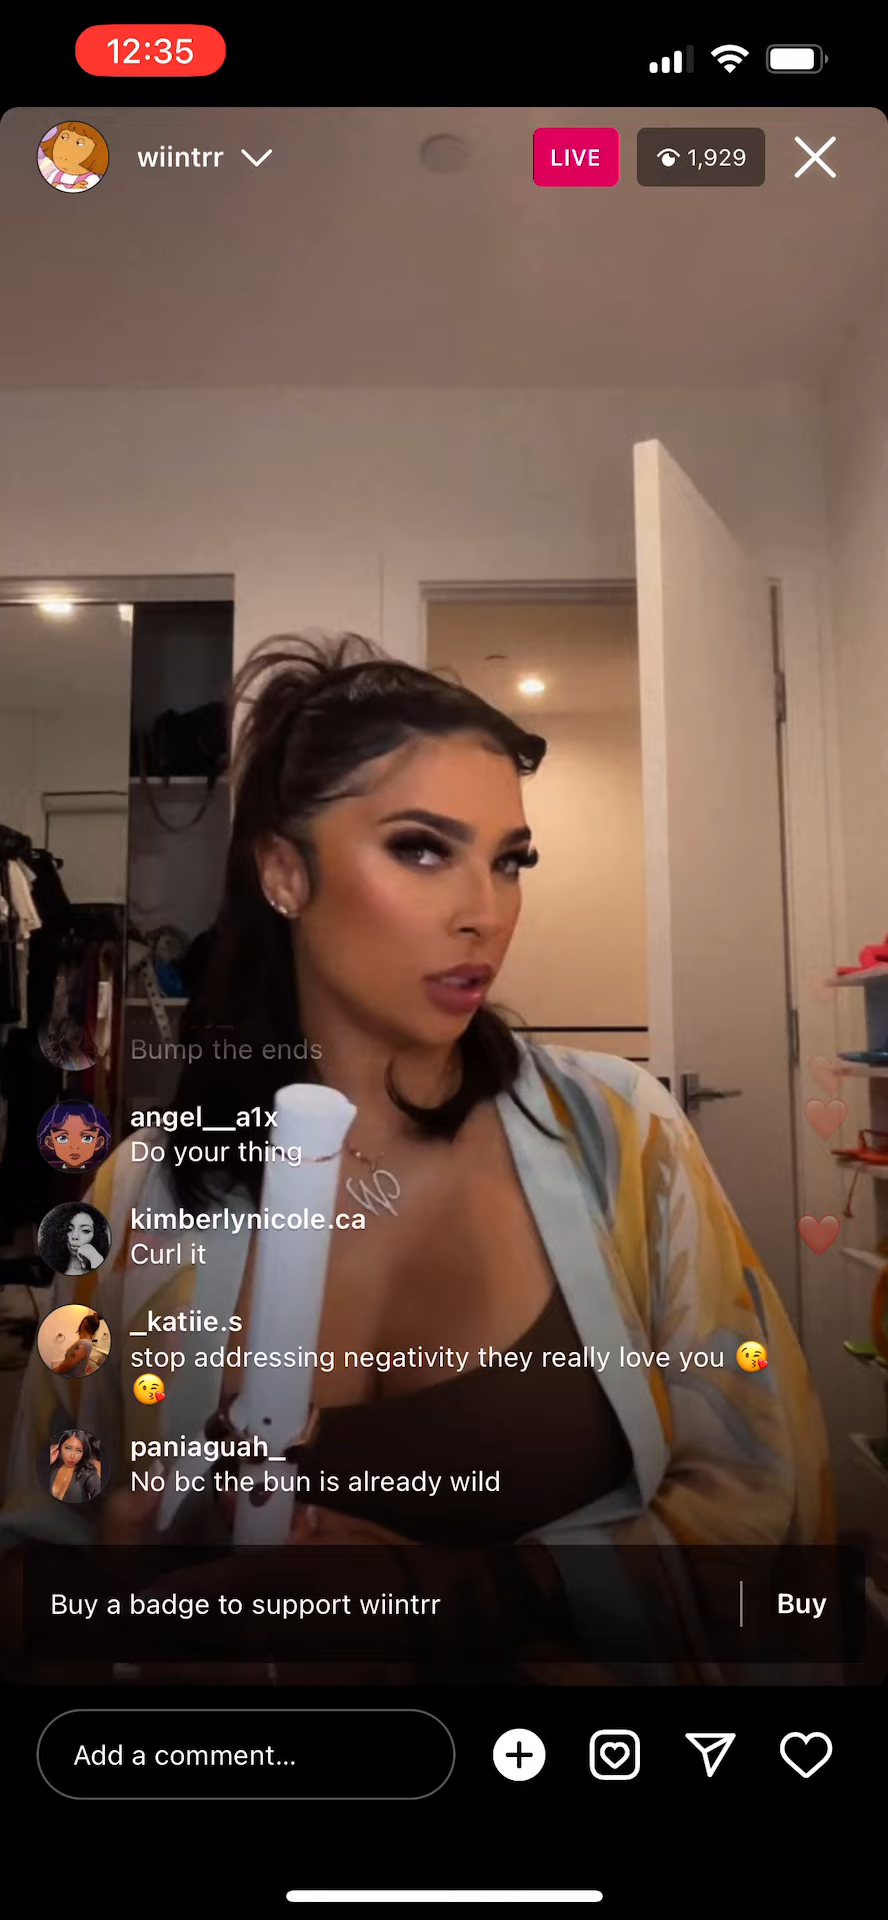 12:35
wiintrr
LIVE
1,929
Bump the ends
angel__a1x
Do your thing
kimberlynicole.ca
Curl it
_katiie.s
stop addressing negativity they really love you 😘
😘
paniaguah_
No bc the bun is already wild
Buy a badge to support wiintrr
Buy
Add a comment...